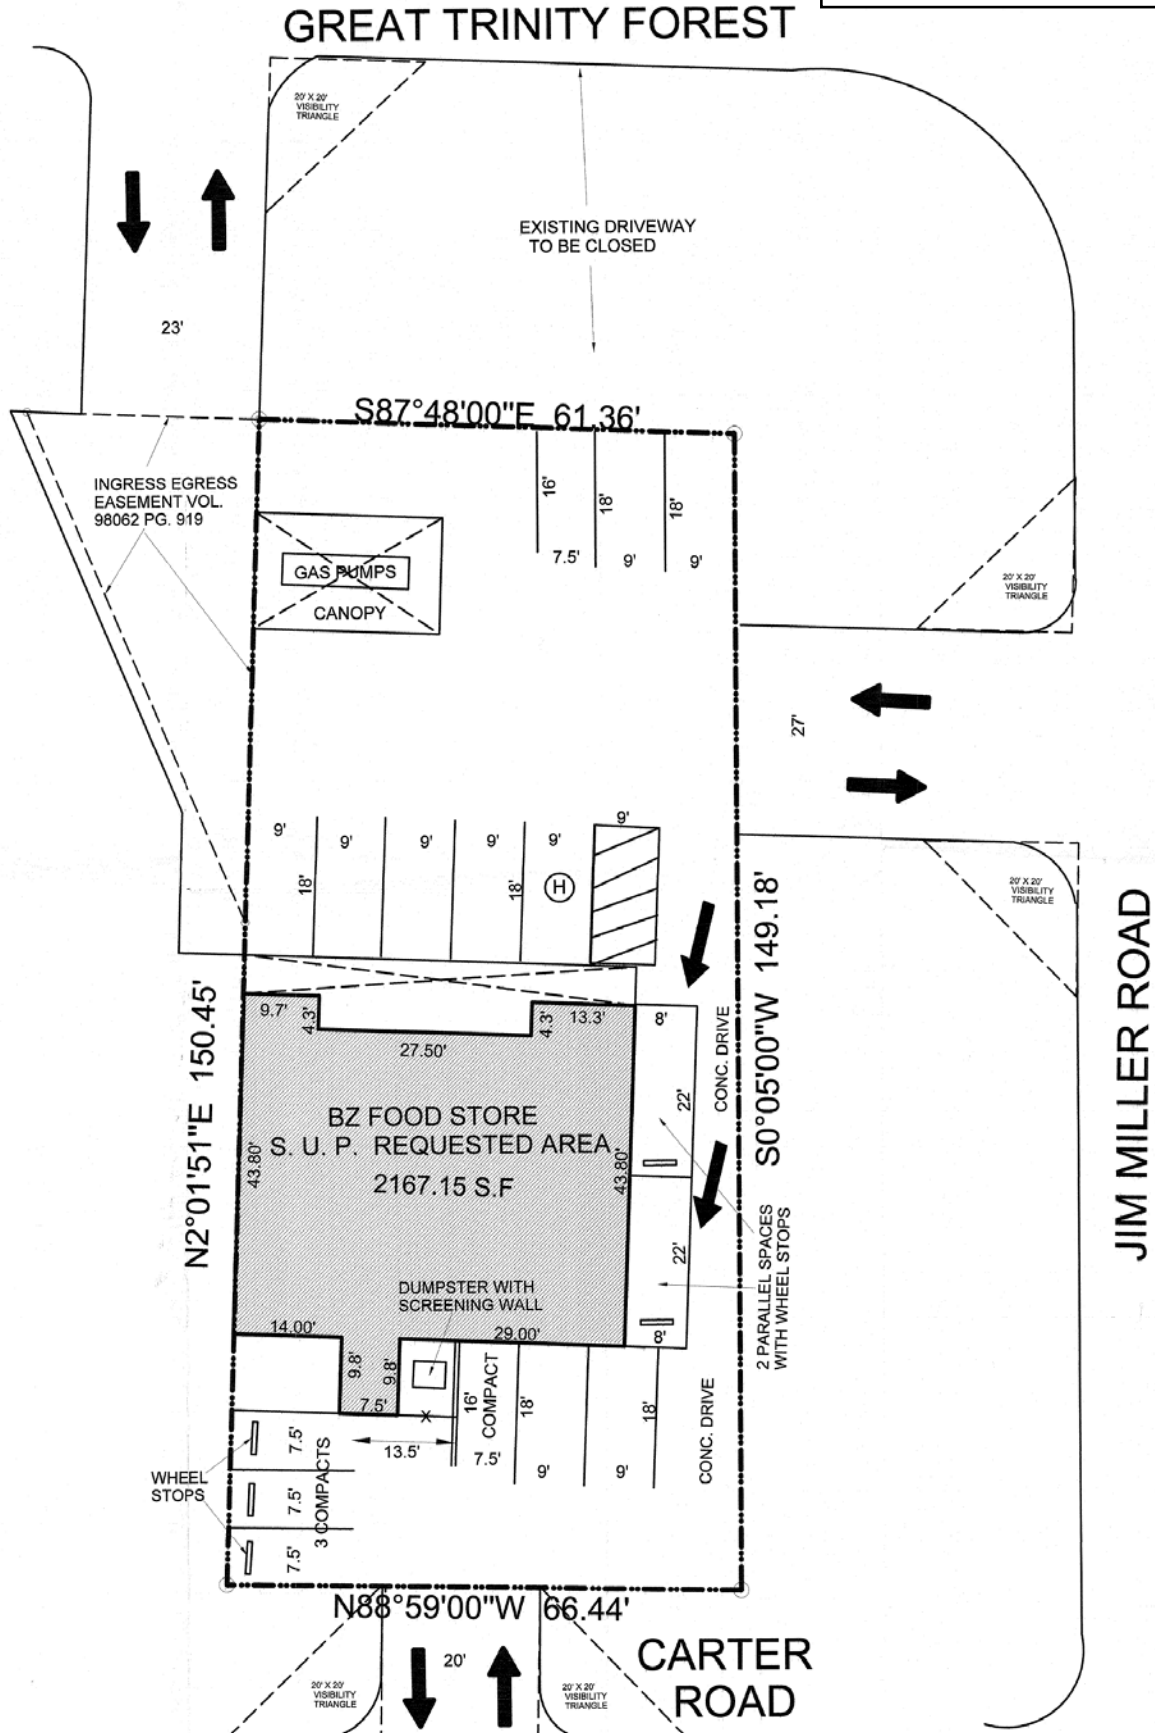 GREAT TRINITY FOREST
20' X 20'
VISIBILITY
TRIANGLE
EXISTING DRIVEWAY
TO BE CLOSED
23'
S87°48'00"E 61.36'
INGRESS EGRESS
EASEMENT VOL.
98062 PG. 919
16'
18'
18'
7.5'
9'
9'
GAS PUMPS
CANOPY
20' X 20'
VISIBILITY
TRIANGLE
27'
9'
9'
9'
9'
9'
9'
18'
18'
H
20' X 20'
VISIBILITY
TRIANGLE
S0°05'00"W 149.18'
JIM MILLER ROAD
N2°01'51"E 150.45'
9.7'
4.3'
27.50'
4.3'
13.3'
8'
CONC. DRIVE
22'
BZ FOOD STORE
S. U. P. REQUESTED AREA
2167.15 S.F
43.80'
43.80'
22'
2 PARALLEL SPACES
WITH WHEEL STOPS
DUMPSTER WITH
SCREENING WALL
14.00'
29.00'
8'
9.8'
9.8'
7.5'
X
16'
COMPACT
18'
18'
CONC. DRIVE
13.5'
7.5'
9'
9'
WHEEL
STOPS
7.5'
7.5'
7.5'
3 COMPACTS
N88°59'00"W 66.44'
20'
20' X 20'
VISIBILITY
TRIANGLE
20' X 20'
VISIBILITY
TRIANGLE
CARTER
ROAD